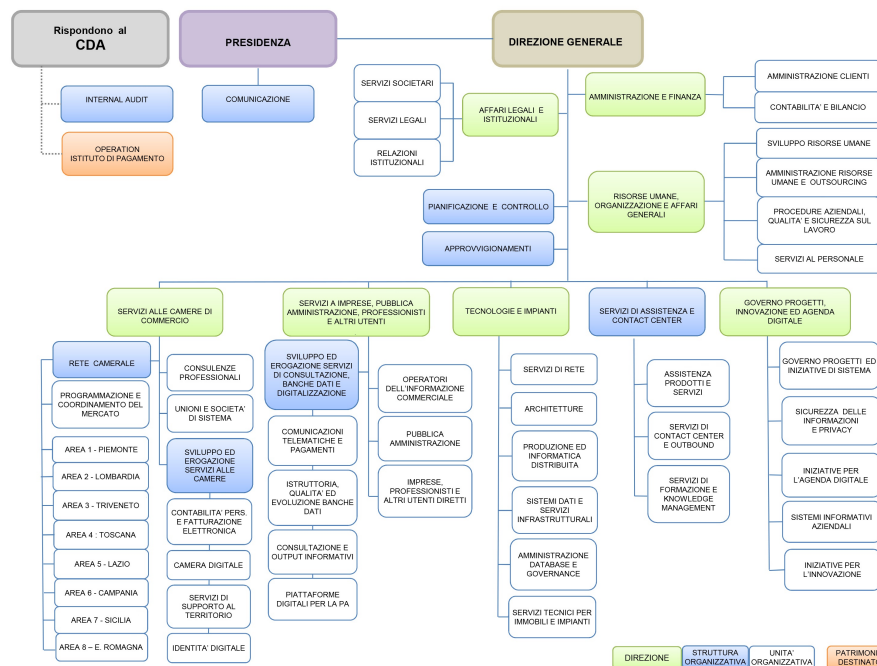 Rispondono al
CDA
PRESIDENZA
DIREZIONE GENERALE
INTERNAL AUDIT
OPERATION
ISTITUTO DI PAGAMENTO
COMUNICAZIONE
SERVIZI SOCIETARI
SERVIZI LEGALI
RELAZIONI
ISTITUZIONALI
AFFARI LEGALI E
ISTITUZIONALI
AMMINISTRAZIONE E FINANZA
AMMINISTRAZIONE CLIENTI
CONTABILITA' E BILANCIO
PIANIFICAZIONE E CONTROLLO
APPROVVIGIONAMENTI
RISORSE UMANE,
ORGANIZZAZIONE E AFFARI
GENERALI
SVILUPPO RISORSE UMANE
AMMINISTRAZIONE RISORSE
UMANE E OUTSOURCING
PROCEDURE AZIENDALI,
QUALITA' E SICUREZZA SUL
LAVORO
SERVIZI AL PERSONALE
SERVIZI ALLE CAMERE DI
COMMERCIO
RETE CAMERALE
PROGRAMMAZIONE E
COORDINAMENTO DEL
MERCATO
AREA 1 - PIEMONTE
AREA 2 - LOMBARDIA
AREA 3 - TRIVENETO
AREA 4 : TOSCANA
AREA 5 - LAZIO
AREA 6 - CAMPANIA
AREA 7 - SICILIA
AREA 8 – E. ROMAGNA
CONSULENZE
PROFESSIONALI
UNIONI E SOCIETA'
DI SISTEMA
SVILUPPO ED
EROGAZIONE
SERVIZI ALLE
CAMERE
CONTABILITA' PERS.
E FATTURAZIONE
ELETTRONICA
CAMERA DIGITALE
SERVIZI DI
SUPPORTO AL
TERRITORIO
IDENTITA' DIGITALE
SERVIZI A IMPRESE, PUBBLICA
AMMINISTRAZIONE, PROFESSIONISTI
E ALTRI UTENTI
SVILUPPO ED
EROGAZIONE SERVIZI
DI CONSULTAZIONE,
BANCHE DATI E
DIGITALIZZAZIONE
COMUNICAZIONI
TELEMATICHE E
PAGAMENTI
ISTRUTTORIA,
QUALITA' ED
EVOLUZIONE BANCHE
DATI
CONSULTAZIONE E
OUTPUT INFORMATIVI
PIATTAFORME
DIGITALI PER LA PA
OPERATORI
DELL'INFORMAZIONE
COMMERCIALE
PUBBLICA
AMMINISTRAZIONE
IMPRESE,
PROFESSIONISTI E
ALTRI UTENTI DIRETTI
TECNOLOGIE E IMPIANTI
SERVIZI DI RETE
ARCHITETTURE
PRODUZIONE ED
INFORMATICA
DISTRIBUITA
SISTEMI DATI E
SERVIZI
INFRASTRUTTURALI
AMMINISTRAZIONE
DATABASE E
GOVERNANCE
SERVIZI TECNICI PER
IMMOBILI E IMPIANTI
SERVIZI DI ASSISTENZA E
CONTACT CENTER
ASSISTENZA
PRODOTTI E
SERVIZI
SERVIZI DI
CONTACT CENTER
E OUTBOUND
SERVIZI DI
FORMAZIONE E
KNOWLEDGE
MANAGEMENT
GOVERNO PROGETTI,
INNOVAZIONE ED AGENDA
DIGITALE
GOVERNO PROGETTI ED
INIZIATIVE DI SISTEMA
SICUREZZA DELLE
INFORMAZIONI
E PRIVACY
INIZIATIVE PER
L'AGENDA DIGITALE
SISTEMI INFORMATIVI
AZIENDALI
INIZIATIVE PER
L'INNOVAZIONE
DIREZIONE
STRUTTURA
ORGANIZZATIVA
UNITA'
ORGANIZZATIVA
PATRIMONI
DESTINAT